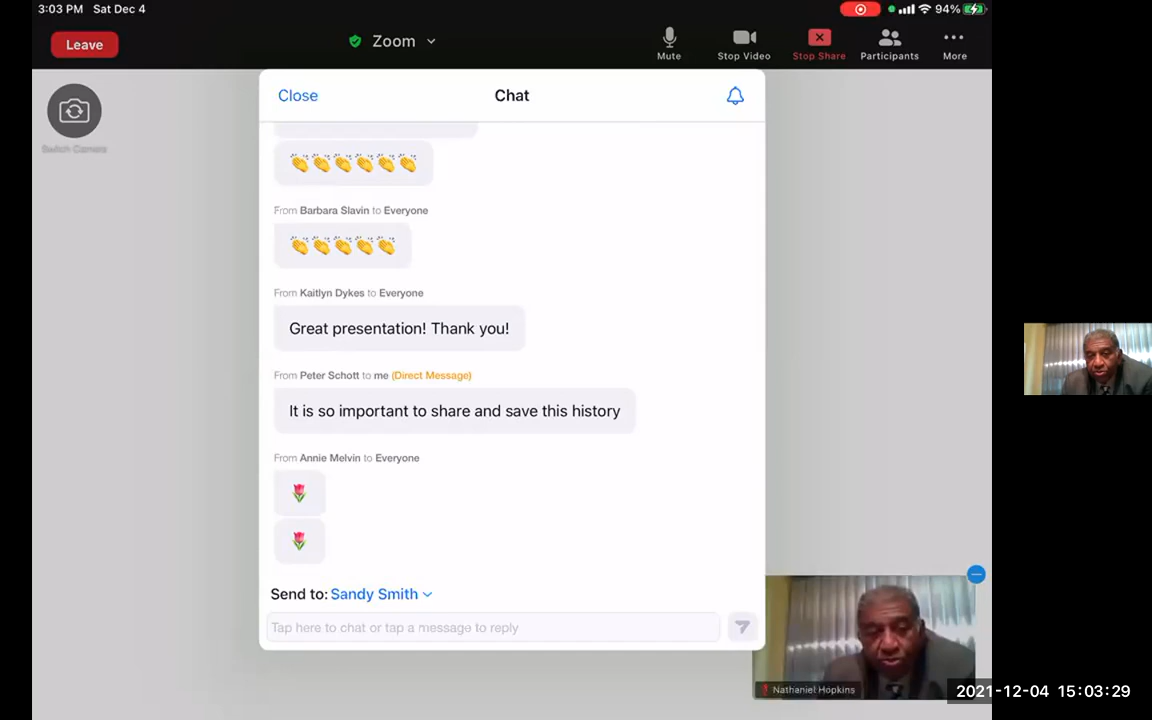 3:03 PM Sat Dec 4
94%
Leave
Zoom
Mute
Stop Video
Stop Share
Participants
More
Switch Camera
Close
Chat
👏👏👏👏👏👏
From Barbara Slavin to Everyone
👏👏👏👏👏
From Kaitlyn Dykes to Everyone
Great presentation! Thank you!
From Peter Schott to me (Direct Message)
It is so important to share and save this history
From Annie Melvin to Everyone
🌷
🌷
Send to: Sandy Smith
Tap here to chat or tap a message to reply
Nathaniel Hopkins
2021-12-04 15:03:29